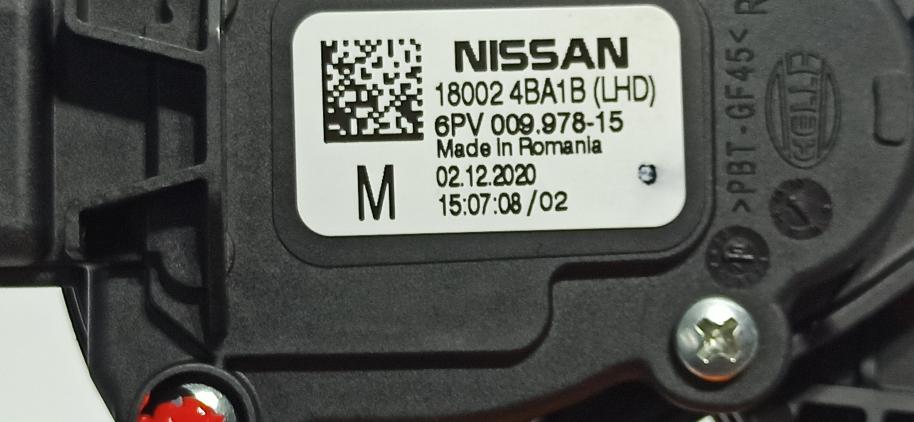 NISSAN
18002 4BA1B (LHD)
6PV 009.978-15
Made in Romania
M
02.12.2020
15:07:08/02
>PBT-GF45< R
HELLA